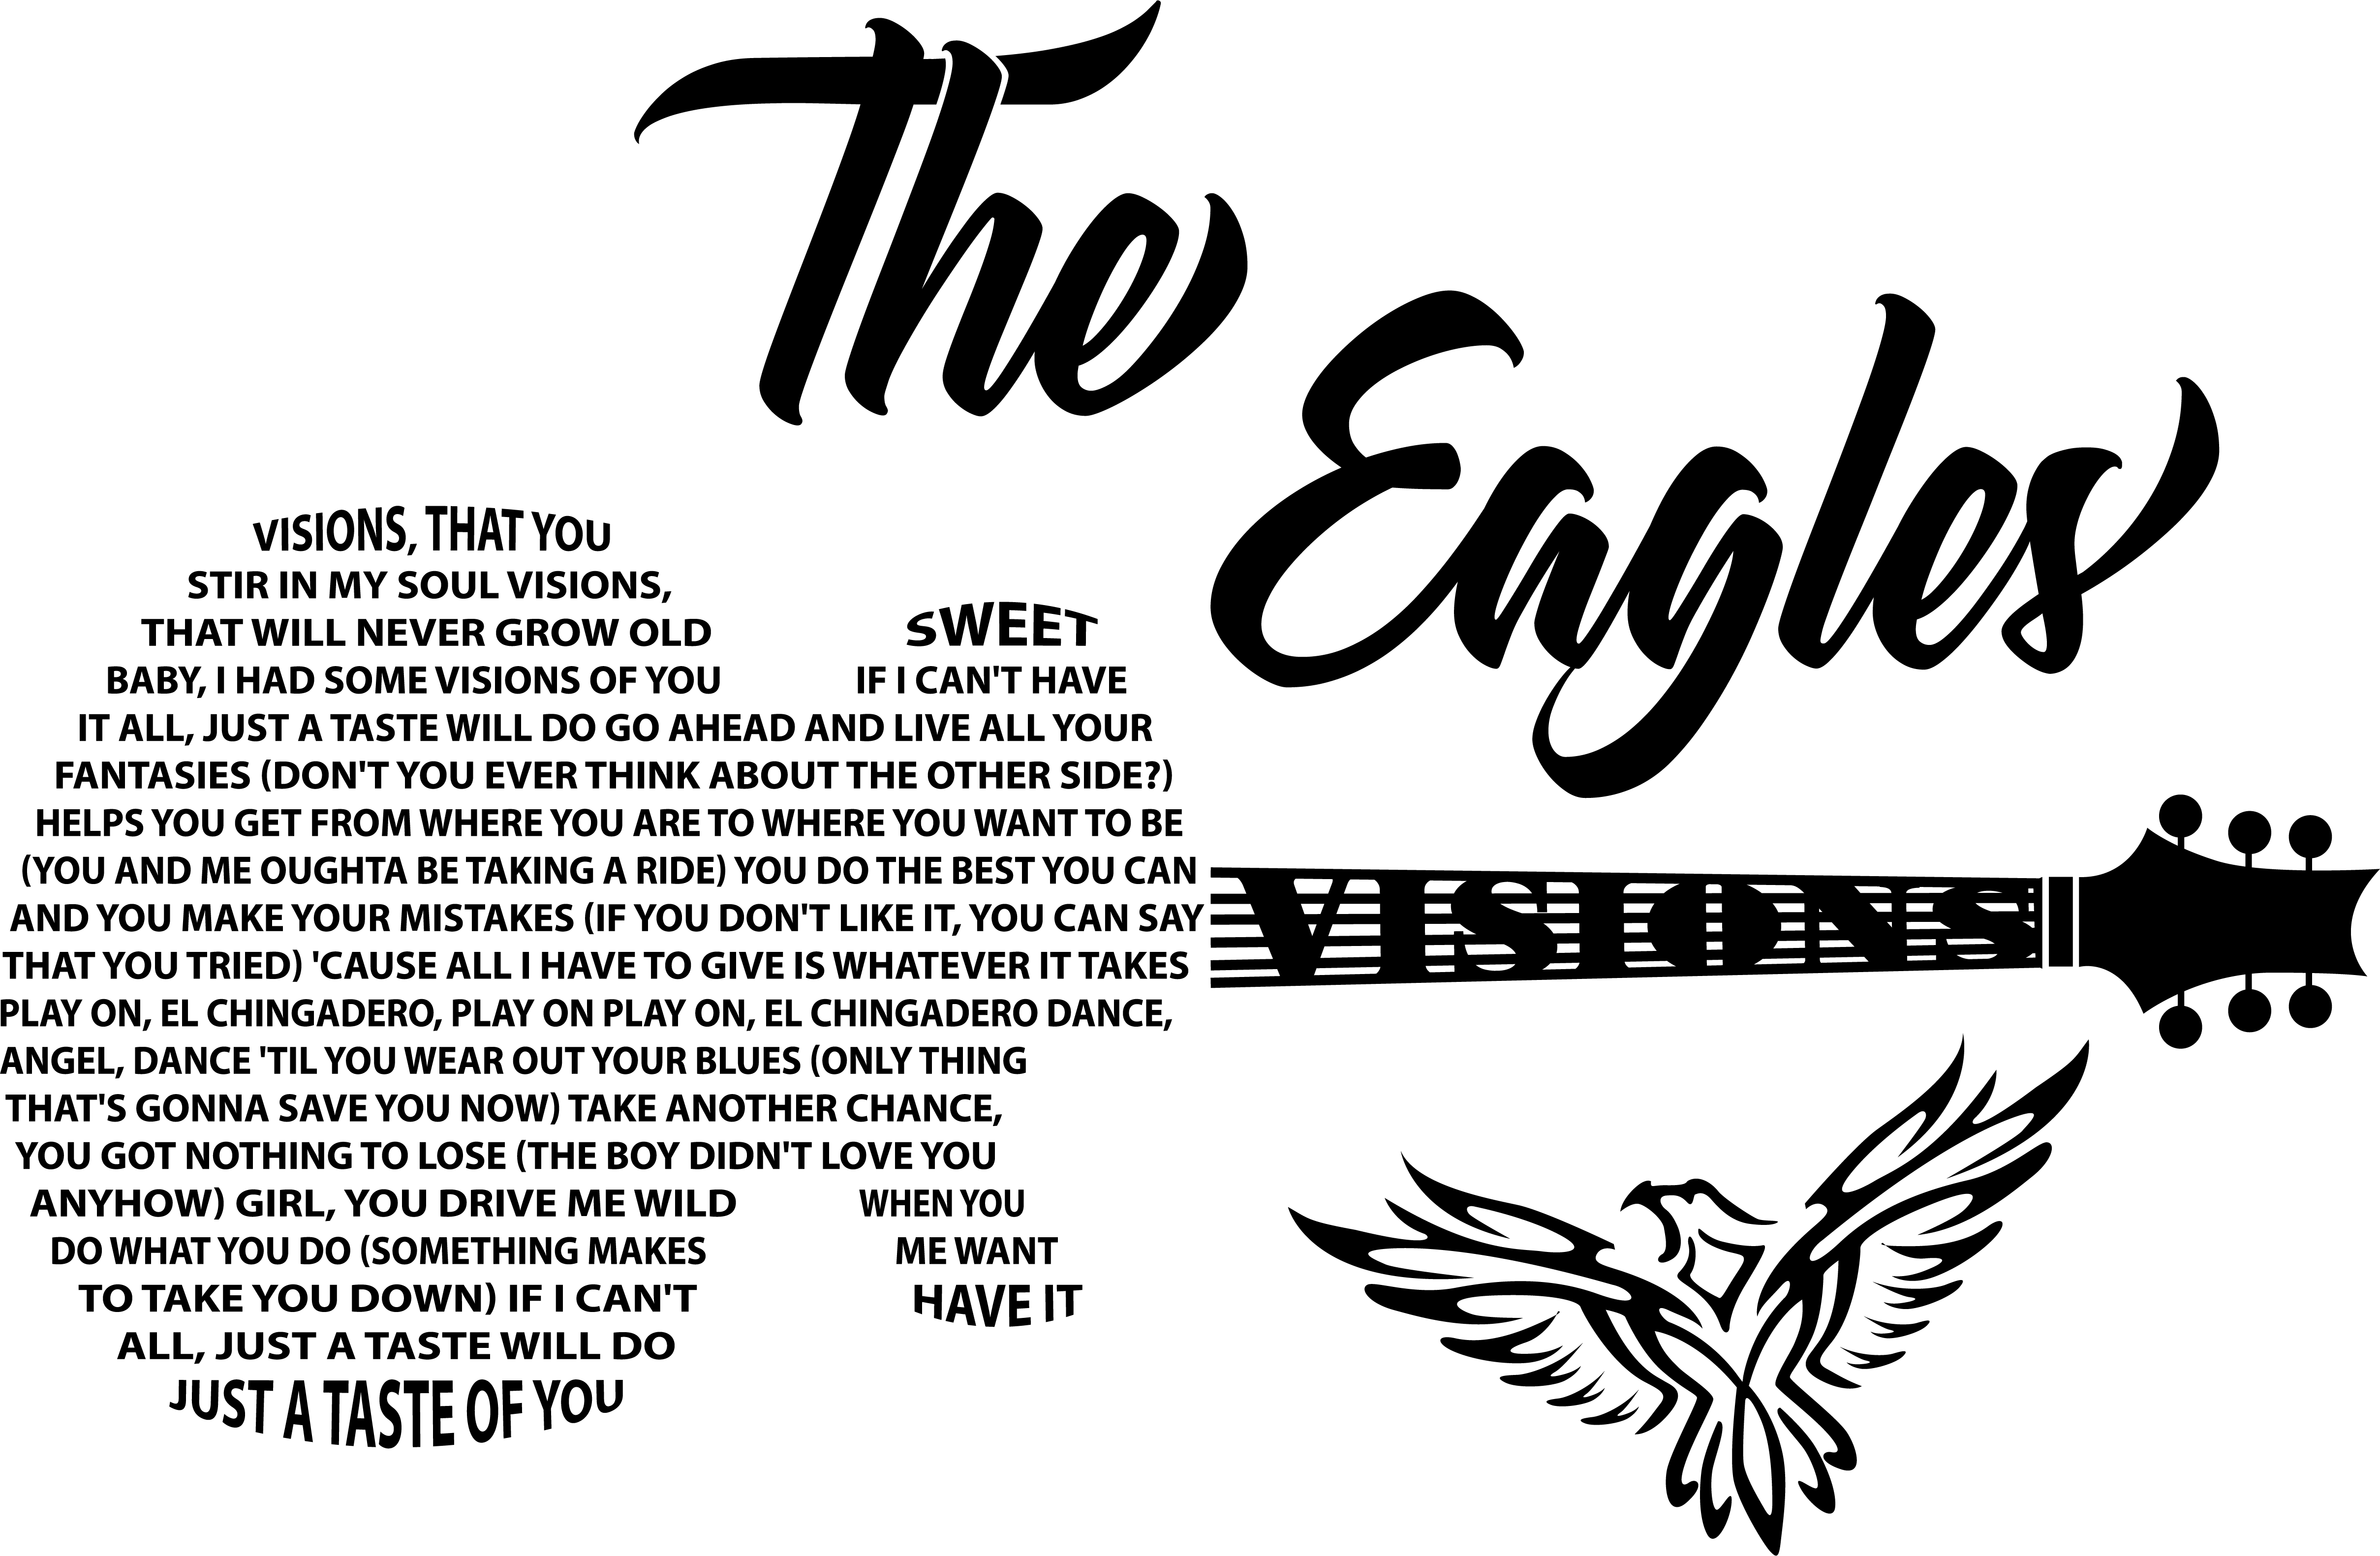 The
Eagles
VISIONS, THAT YOU
STIR IN MY SOUL VISIONS,
THAT WILL NEVER GROW OLD SWEET
BABY, I HAD SOME VISIONS OF YOU IF I CAN'T HAVE
IT ALL, JUST A TASTE WILL DO GO AHEAD AND LIVE ALL YOUR
FANTASIES (DON'T YOU EVER THINK ABOUT THE OTHER SIDE?)
HELPS YOU GET FROM WHERE YOU ARE TO WHERE YOU WANT TO BE
(YOU AND ME OUGHTA BE TAKING A RIDE) YOU DO THE BEST YOU CAN
AND YOU MAKE YOUR MISTAKES (IF YOU DON'T LIKE IT, YOU CAN SAY
THAT YOU TRIED) 'CAUSE ALL I HAVE TO GIVE IS WHATEVER IT TAKES
PLAY ON, EL CHINGADERO, PLAY ON PLAY ON, EL CHINGADERO DANCE,
ANGEL, DANCE 'TIL YOU WEAR OUT YOUR BLUES (ONLY THING
THAT'S GONNA SAVE YOU NOW) TAKE ANOTHER CHANCE,
YOU GOT NOTHING TO LOSE (THE BOY DIDN'T LOVE YOU
ANYHOW) GIRL, YOU DRIVE ME WILD WHEN YOU
DO WHAT YOU DO (SOMETHING MAKES ME WANT
TO TAKE YOU DOWN) IF I CAN'T HAVE IT
ALL, JUST A TASTE WILL DO
JUST A TASTE OF YOU
VISIONS